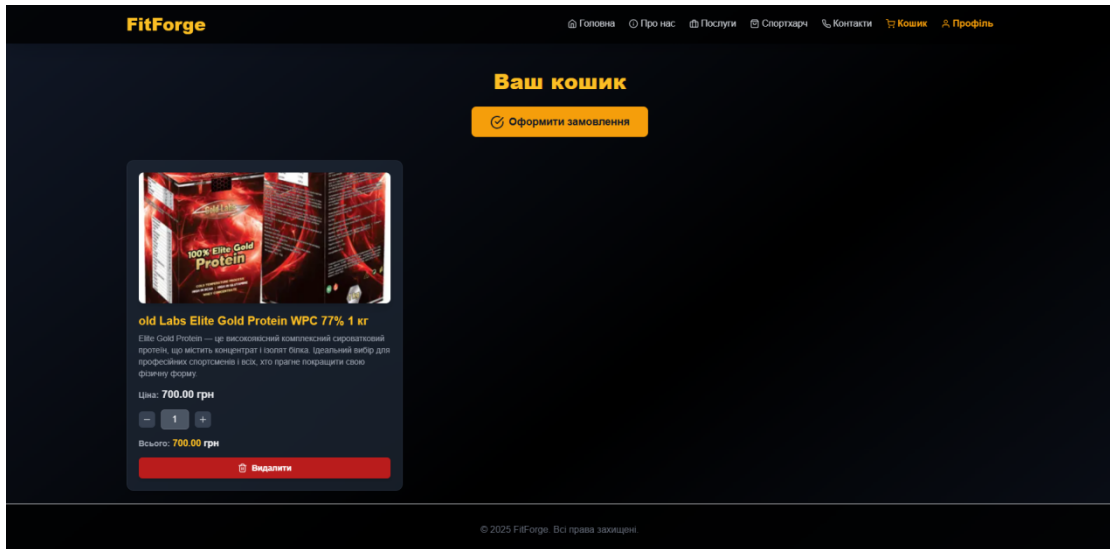 FitForge
Головна Про нас Послуги Спортхарч Контакти Кошик Профіль
Ваш кошик
Оформити замовлення
100% Elite Gold
Protein
old Labs Elite Gold Protein WPC 77% 1 кг
Elite Gold Protein — це високоякісний комплексний сироватковий
протеїн, що містить концентрат і ізолят білка. Ідеальний вибір для
професійних спортсменів і всіх, хто прагне покращити свою
фізичну форму.
Ціна: 700.00 грн
− 1 +
Всього: 700.00 грн
Видалити
© 2025 FitForge. Всі права захищені.